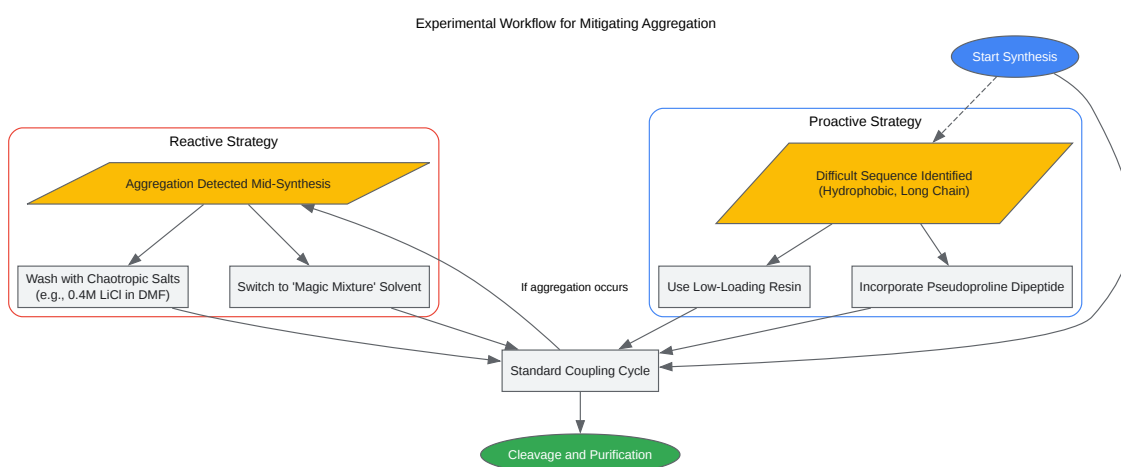 Experimental Workflow for Mitigating Aggregation
Start Synthesis
Reactive Strategy
Aggregation Detected Mid-Synthesis
Wash with Chaotropic Salts
(e.g., 0.4M LiCl in DMF)
Switch to 'Magic Mixture' Solvent
Proactive Strategy
Difficult Sequence Identified
(Hydrophobic, Long Chain)
Use Low-Loading Resin
Incorporate Pseudoproline Dipeptide
If aggregation occurs
Standard Coupling Cycle
Cleavage and Purification